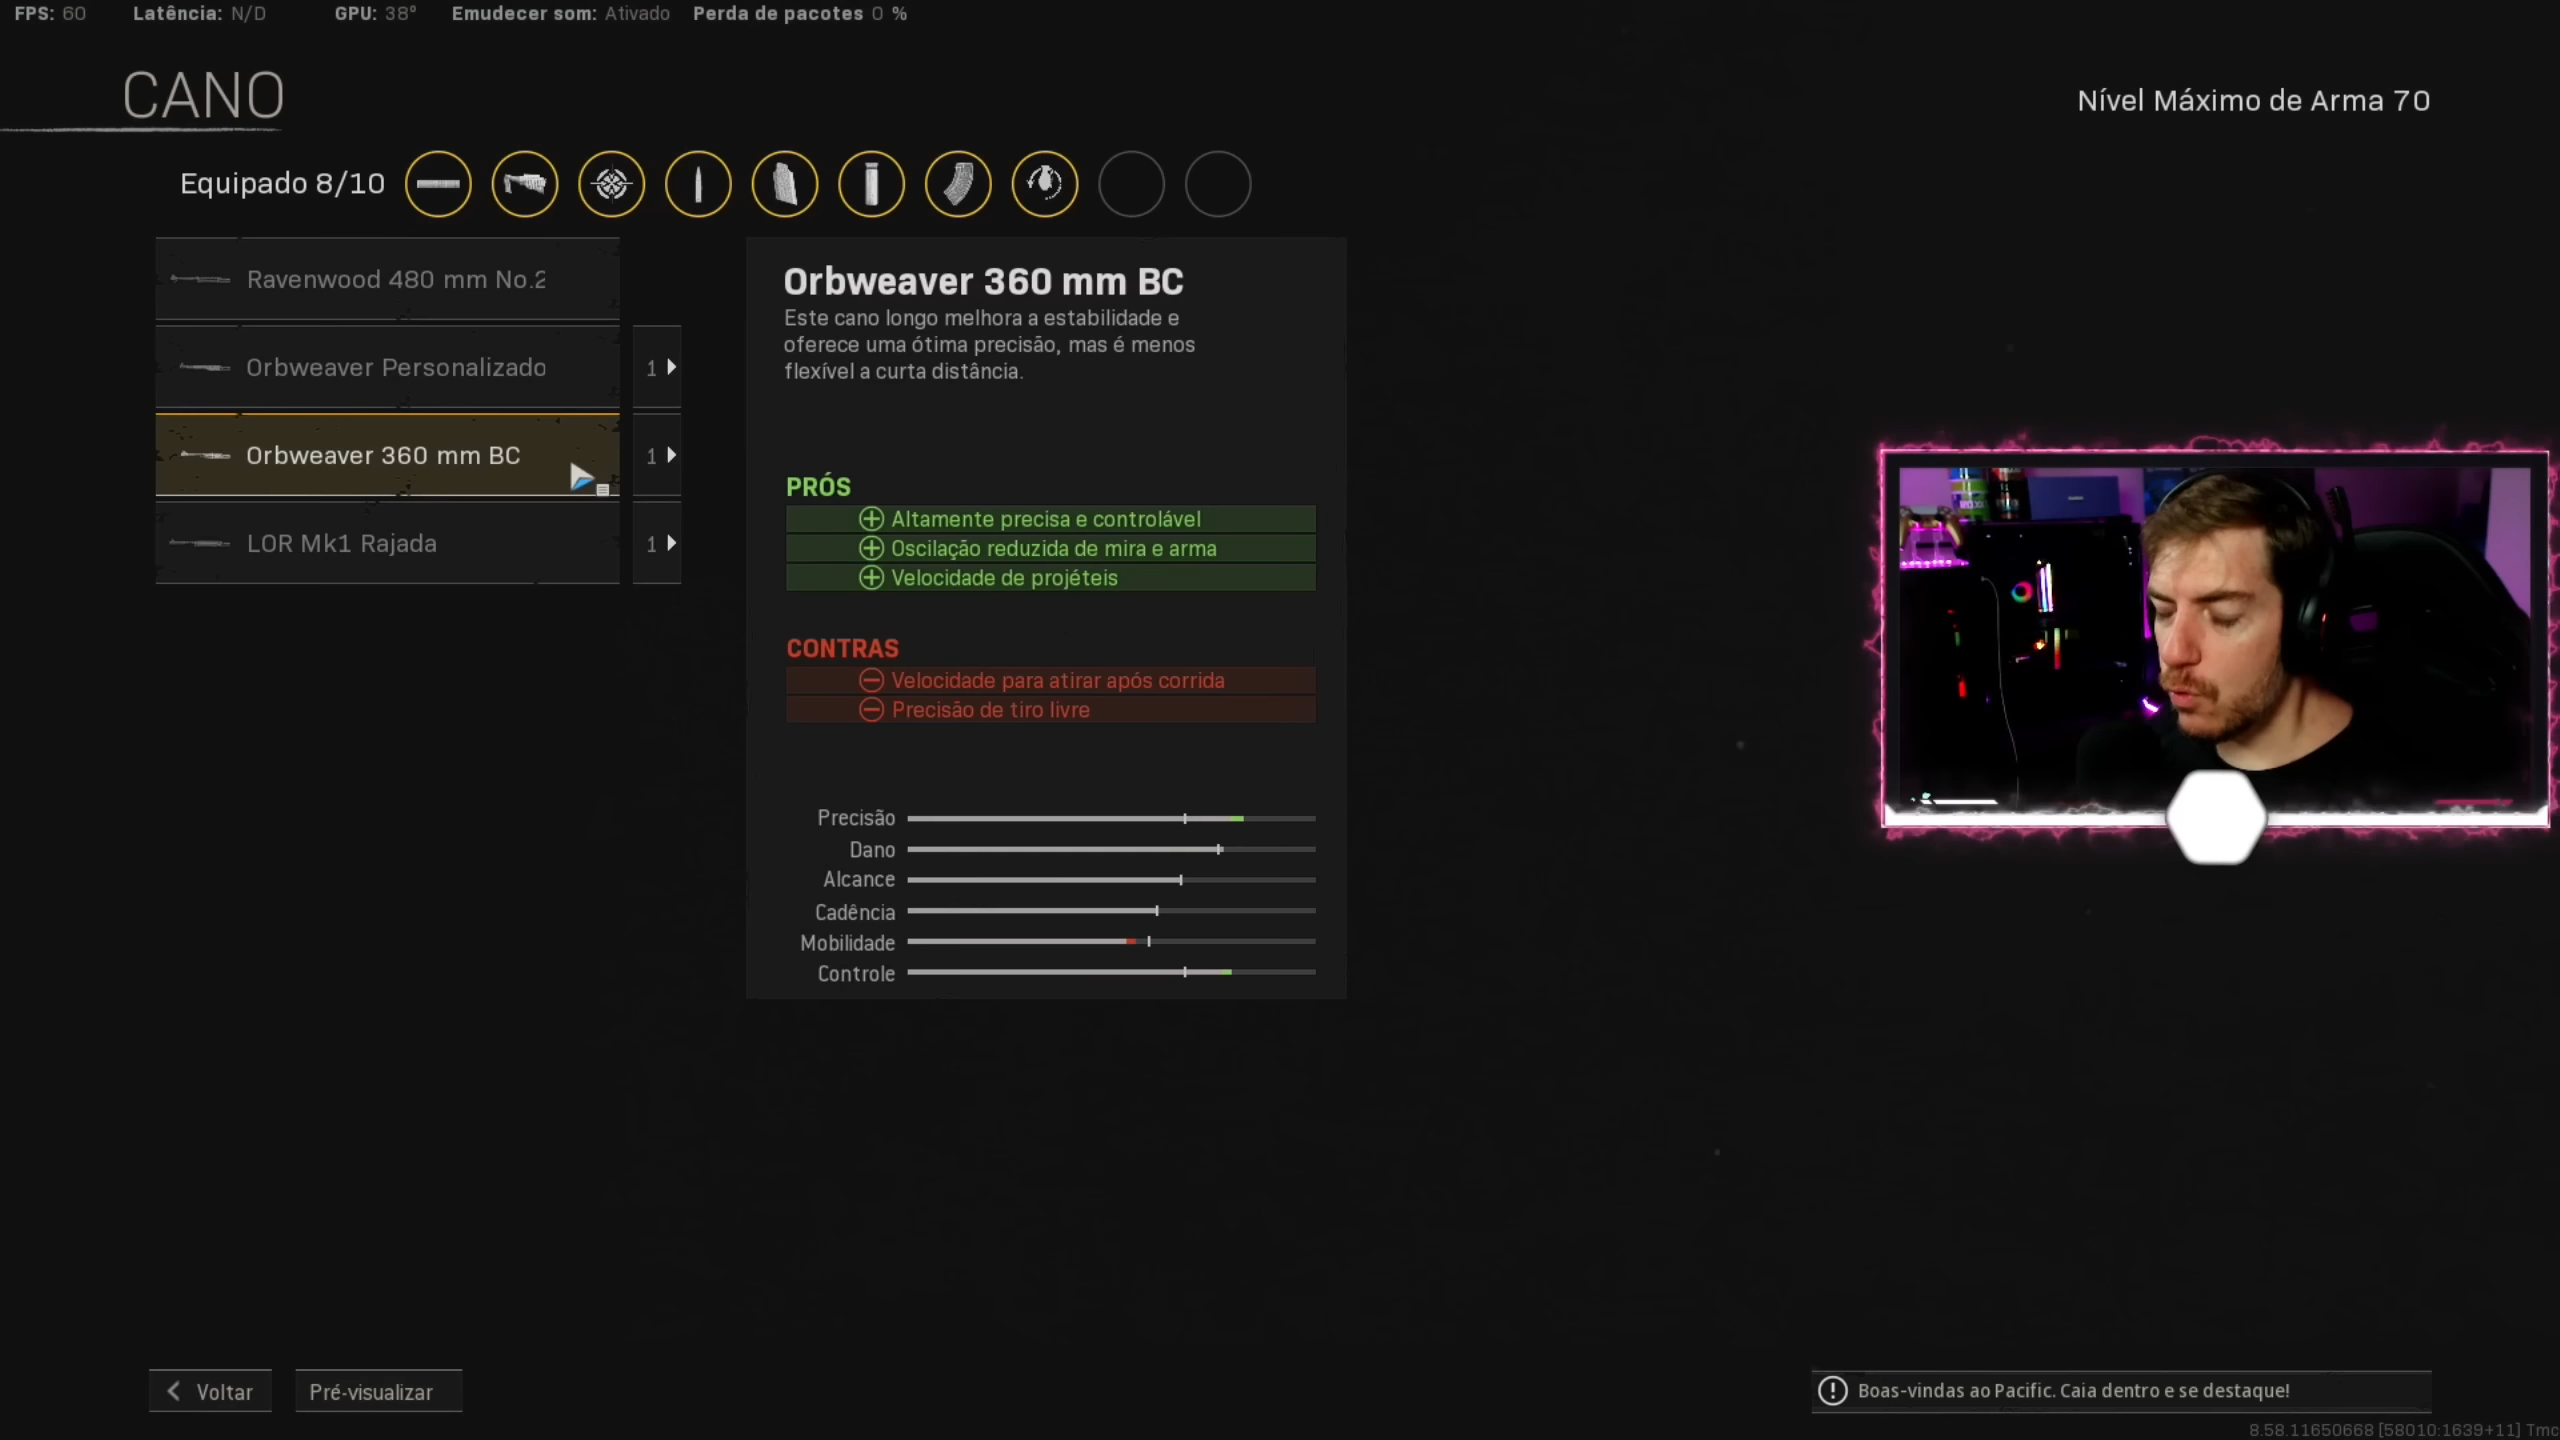 FPS: 60 Latência: N/D GPU: 38° Emudecer som: Ativado Perda de pacotes 0 %
CANO
Nível Máximo de Arma 70
Equipado 8/10
Ravenwood 480 mm No.2
Orbweaver Personalizado
1
Orbweaver 360 mm BC
1
LOR Mk1 Rajada
1
Orbweaver 360 mm BC
Este cano longo melhora a estabilidade e
oferece uma ótima precisão, mas é menos
flexível a curta distância.
PRÓS
Altamente precisa e controlável
Oscilação reduzida de mira e arma
Velocidade de projéteis
CONTRAS
Velocidade para atirar após corrida
Precisão de tiro livre
Precisão
Dano
Alcance
Cadência
Mobilidade
Controle
Voltar
Pré-visualizar
Boas-vindas ao Pacific. Caia dentro e se destaque!
8.58.11650668 [58010:1639+11] Tmc